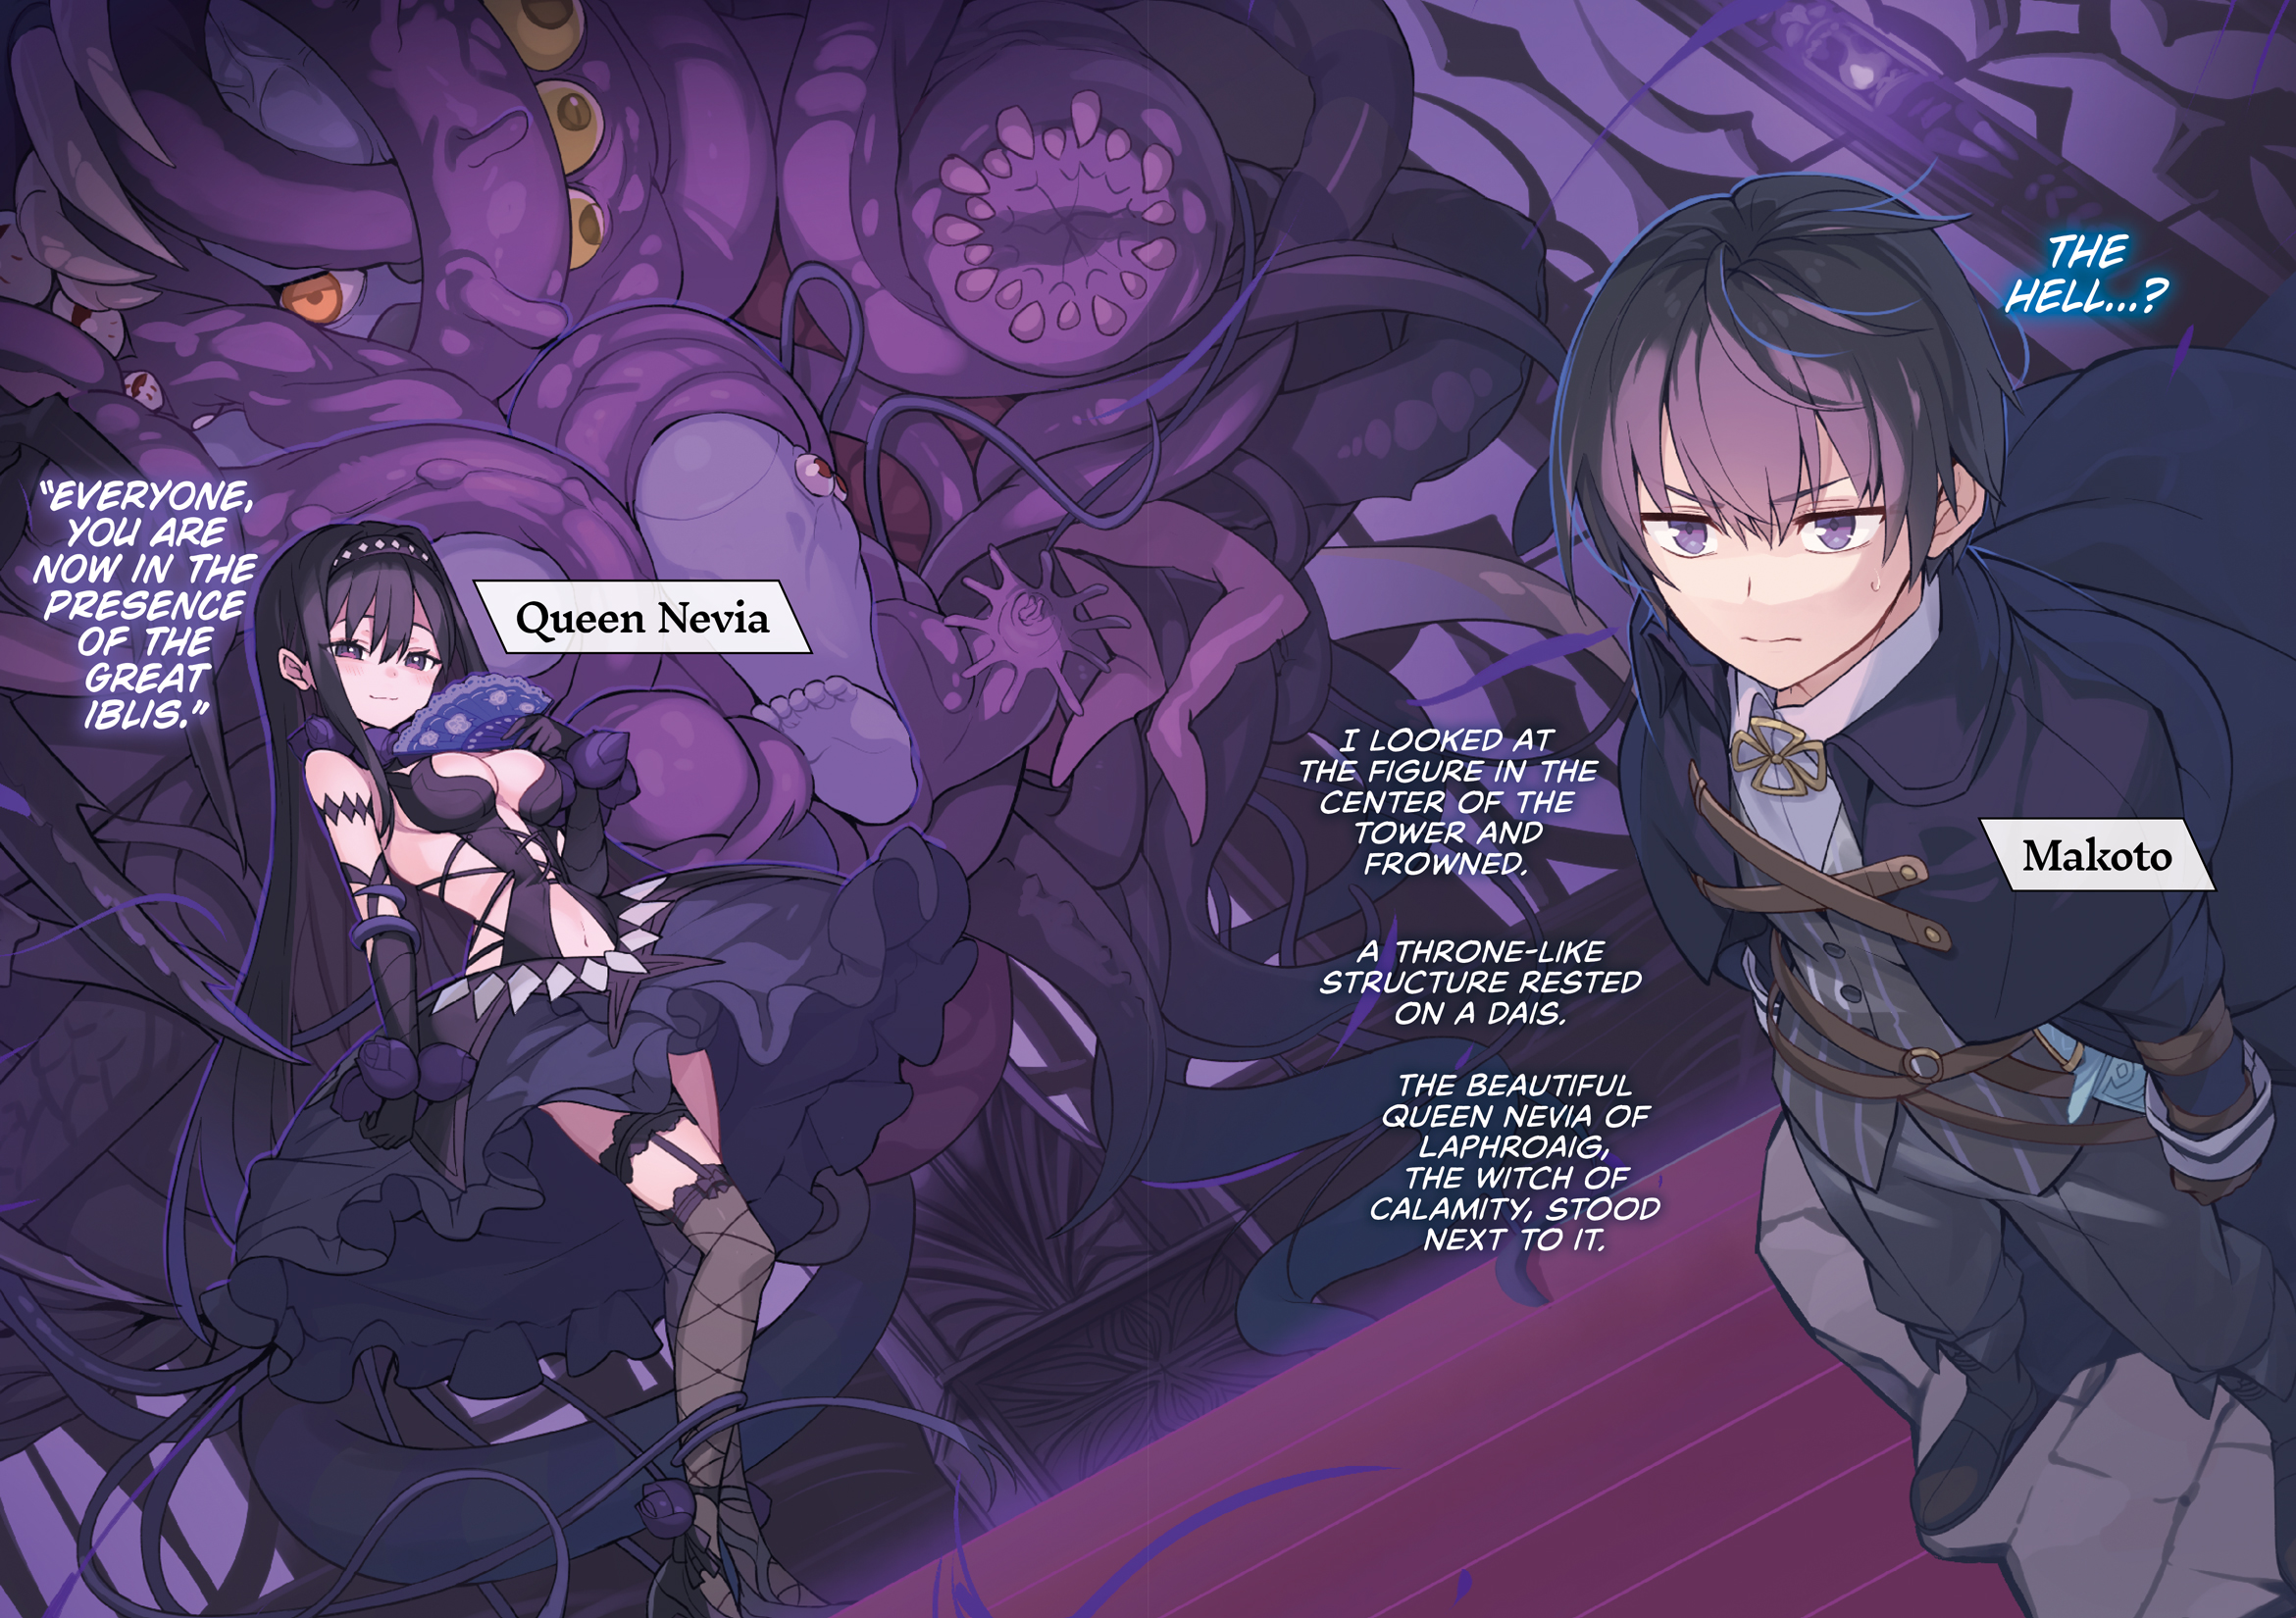 THE
HELL...?
"EVERYONE,
YOU ARE
NOW IN THE
PRESENCE
OF THE
GREAT
IBLIS."
Queen Nevia
I LOOKED AT
THE FIGURE IN THE
CENTER OF THE
TOWER AND
FROWNED.
A THRONE-LIKE
STRUCTURE RESTED
ON A DAIS.
THE BEAUTIFUL
QUEEN NEVIA OF
LAPHROAIG,
THE WITCH OF
CALAMITY, STOOD
NEXT TO IT.
Makoto